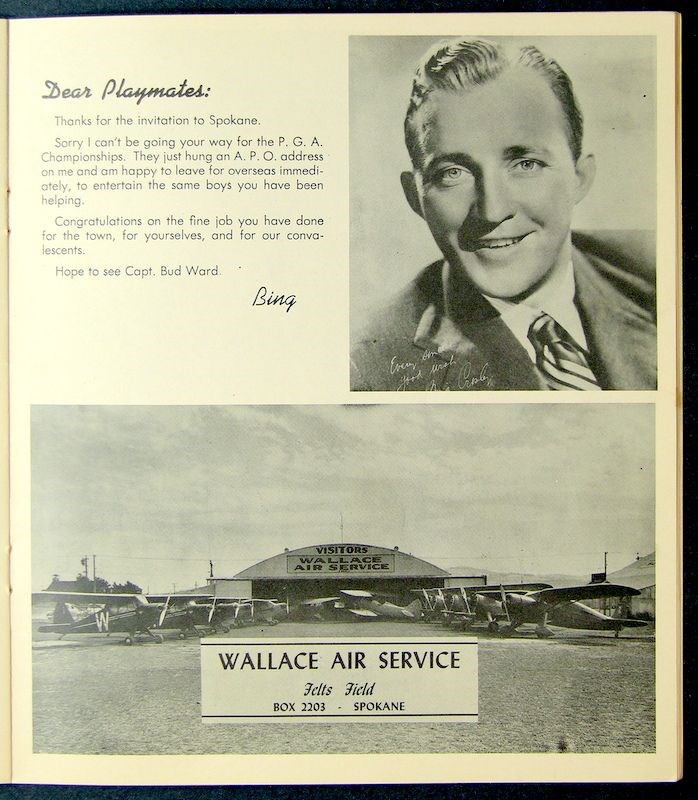 Dear Playmates:
Thanks for the invitation to Spokane.
Sorry I can't be going your way for the P. G. A.
Championships. They just hung an A. P. O. address
on me and am happy to leave for overseas immedi-
ately, to entertain the same boys you have been
helping.
Congratulations on the fine job you have done
for the town, for yourselves, and for our conva-
lescents.
Hope to see Capt. Bud Ward.
Bing
Every
good wish
Crosby
VISITORS
WALLACE
AIR SERVICE
W
WALLACE AIR SERVICE
Felts Field
BOX 2203 - SPOKANE